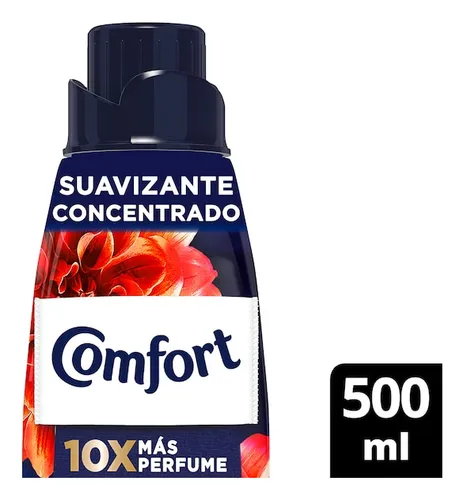 SUAVIZANTE
CONCENTRADO
Comfort
10X MÁS
PERFUME
500
ml